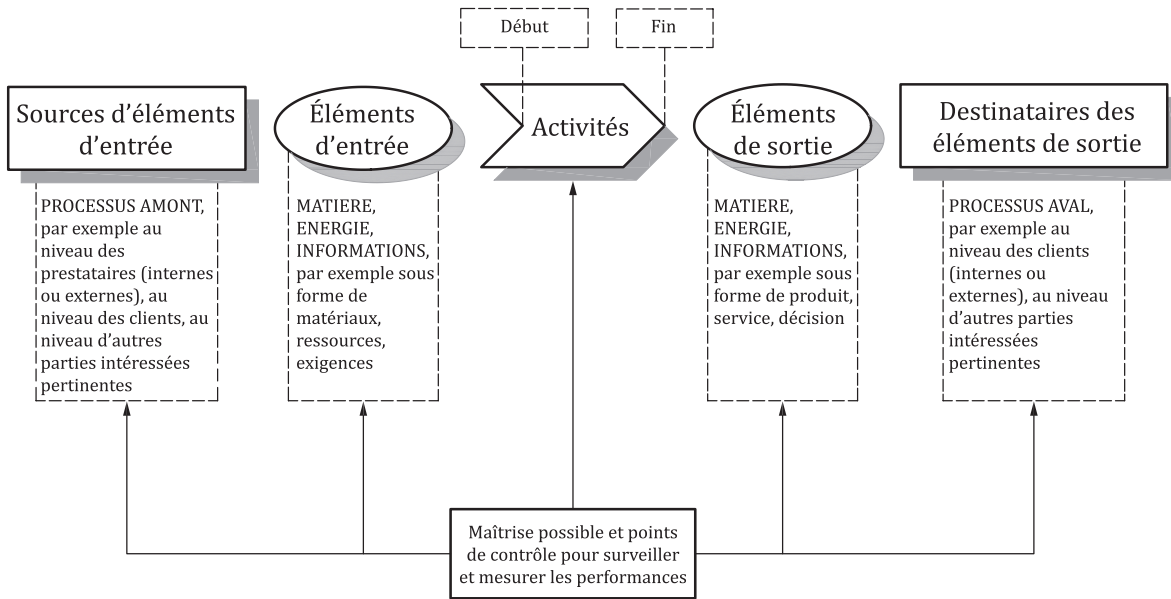 Début
Fin
Sources d'éléments
d'entrée
Éléments
d'entrée
Activités
Éléments
de sortie
Destinataires des
éléments de sortie
PROCESSUS AMONT,
par exemple au
niveau des
prestataires (internes
ou externes), au
niveau des clients, au
niveau d'autres
parties intéressées
pertinentes
MATIERE,
ENERGIE,
INFORMATIONS,
par exemple sous
forme de
matériaux,
ressources,
exigences
MATIERE,
ENERGIE,
INFORMATIONS,
par exemple sous
forme de produit,
service, décision
PROCESSUS AVAL,
par exemple au
niveau des clients
(internes ou
externes), au niveau
d'autres parties
intéressées
pertinentes
Maîtrise possible et points
de contrôle pour surveiller
et mesurer les performances